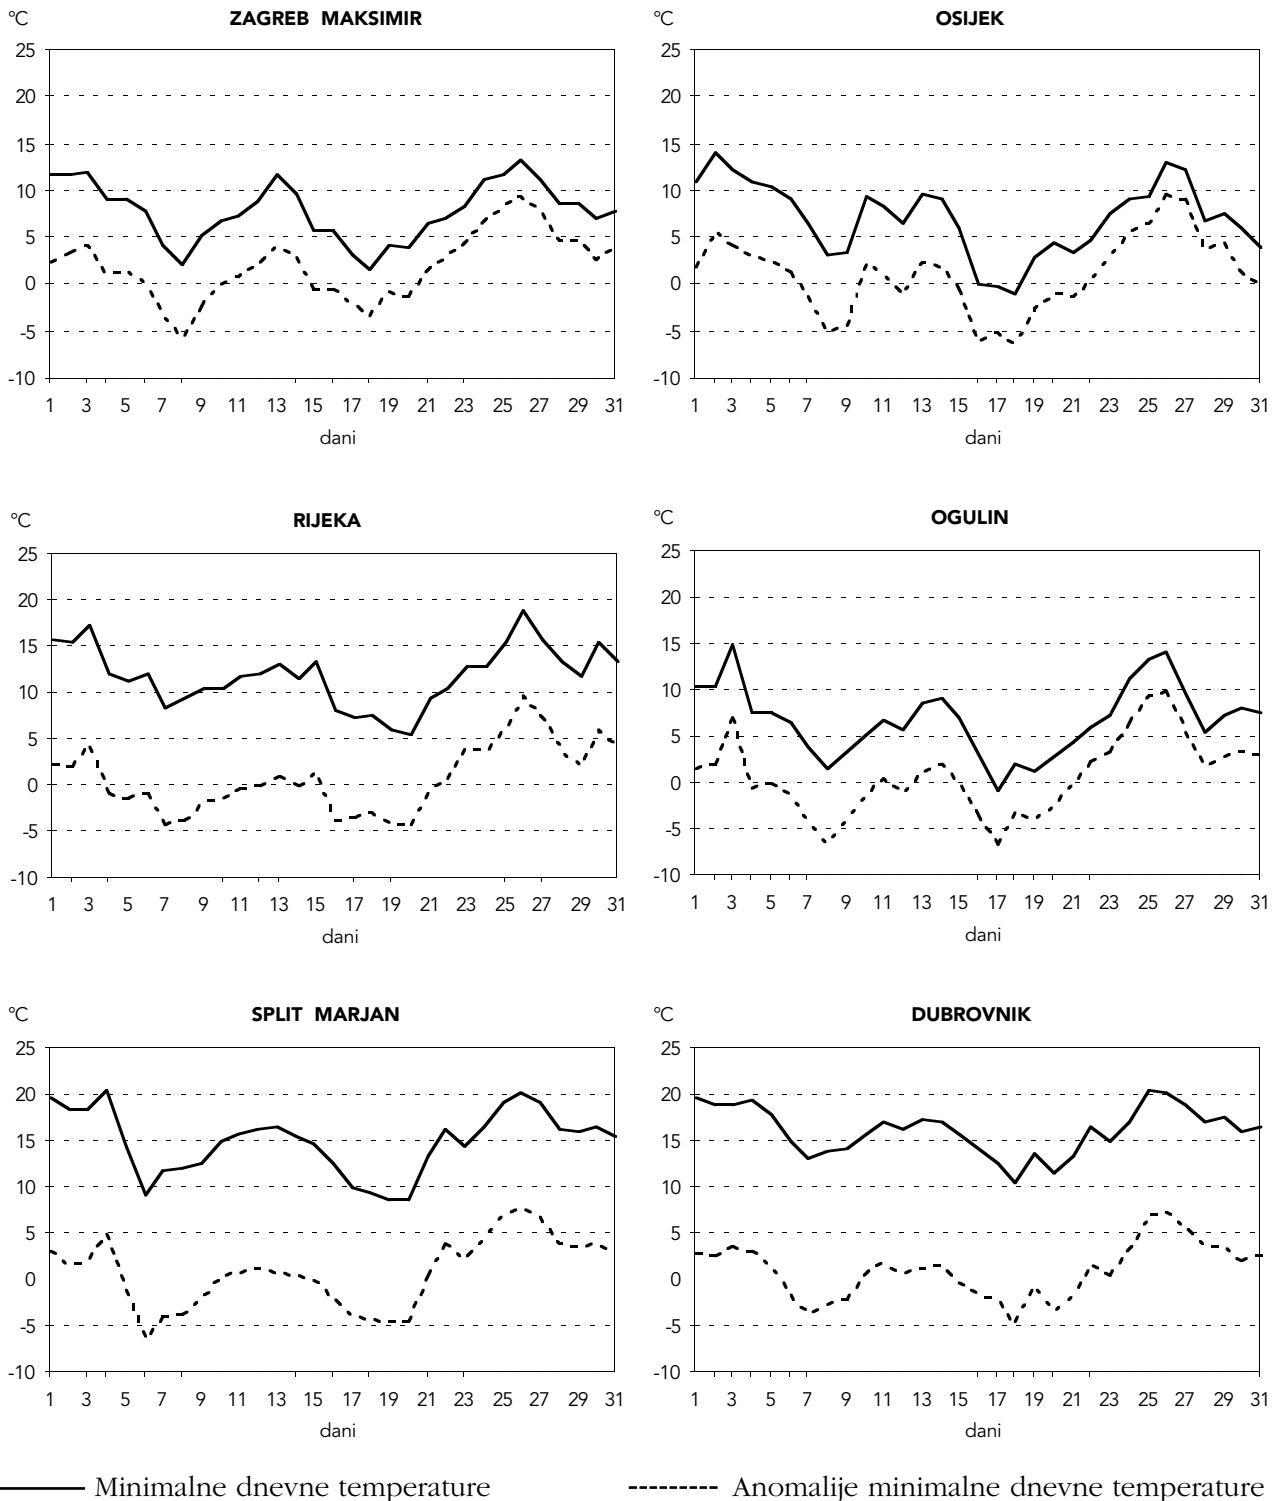 °C ZAGREB MAKSIMIR
25
20
15
10
5
0
-5
-10
1 3 5 7 9 11 13 15 17 19 21 23 25 27 29 31
dani
°C OSIJEK
25
20
15
10
5
0
-5
-10
1 3 5 7 9 11 13 15 17 19 21 23 25 27 29 31
dani
°C RIJEKA
25
20
15
10
5
0
-5
-10
1 3 5 7 9 11 13 15 17 19 21 23 25 27 29 31
dani
°C OGULIN
25
20
15
10
5
0
-5
-10
1 3 5 7 9 11 13 15 17 19 21 23 25 27 29 31
dani
°C SPLIT MARJAN
25
20
15
10
5
0
-5
-10
1 3 5 7 9 11 13 15 17 19 21 23 25 27 29 31
dani
°C DUBROVNIK
25
20
15
10
5
0
-5
-10
1 3 5 7 9 11 13 15 17 19 21 23 25 27 29 31
dani
Minimalne dnevne temperature Anomalije minimalne dnevne temperature